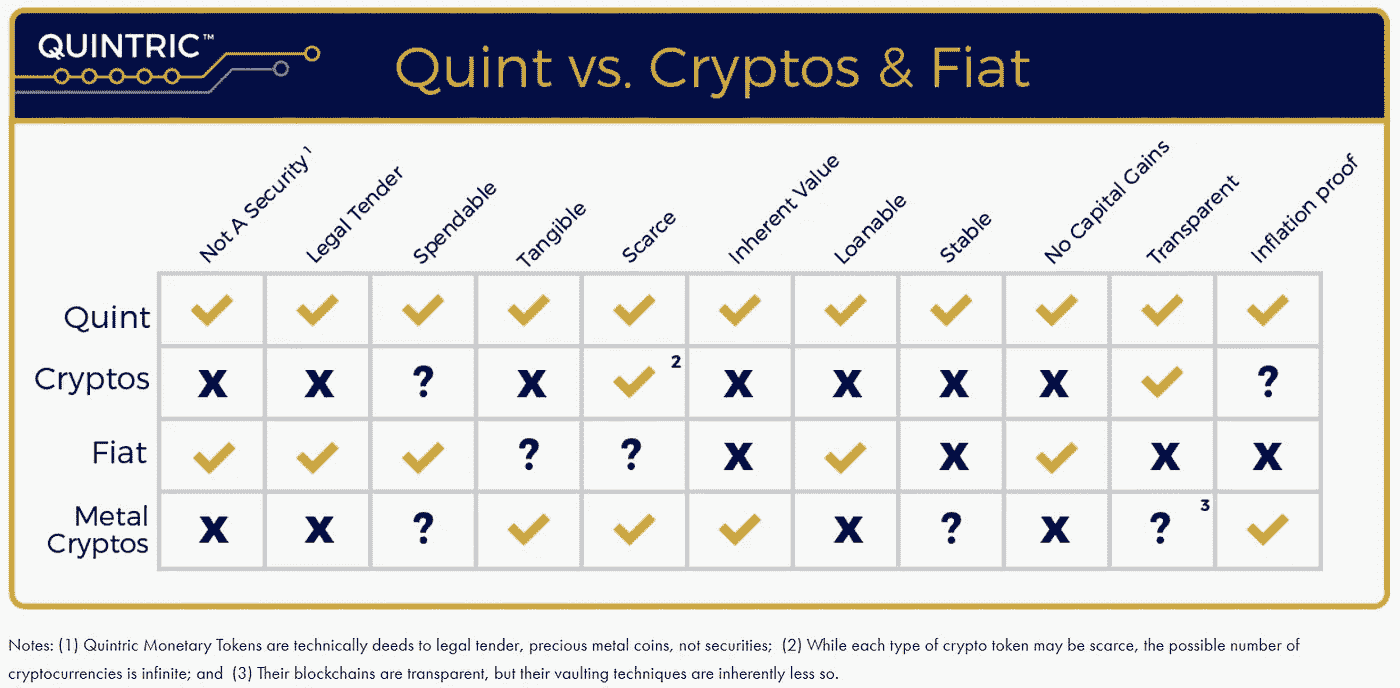 QUINTRIC™
Quint vs. Cryptos & Fiat
Not A Security¹
Legal Tender
Spendable
Tangible
Scarce
Inherent Value
Loanable
Stable
No Capital Gains
Transparent
Inflation proof
Quint ✓ ✓ ✓ ✓ ✓ ✓ ✓ ✓ ✓ ✓ ✓
Cryptos X X ? X ✓ ² X X X X ✓ ?
Fiat ✓ ✓ ✓ ? ? X ✓ X ✓ X X
Metal
Cryptos X X ? ✓ ✓ ✓ X ? X ? ³ ✓
Notes: (1) Quintric Monetary Tokens are technically deeds to legal tender, precious metal coins, not securities; (2) While each type of crypto token may be scarce, the possible number of
cryptocurrencies is infinite; and (3) Their blockchains are transparent, but their vaulting techniques are inherently less so.